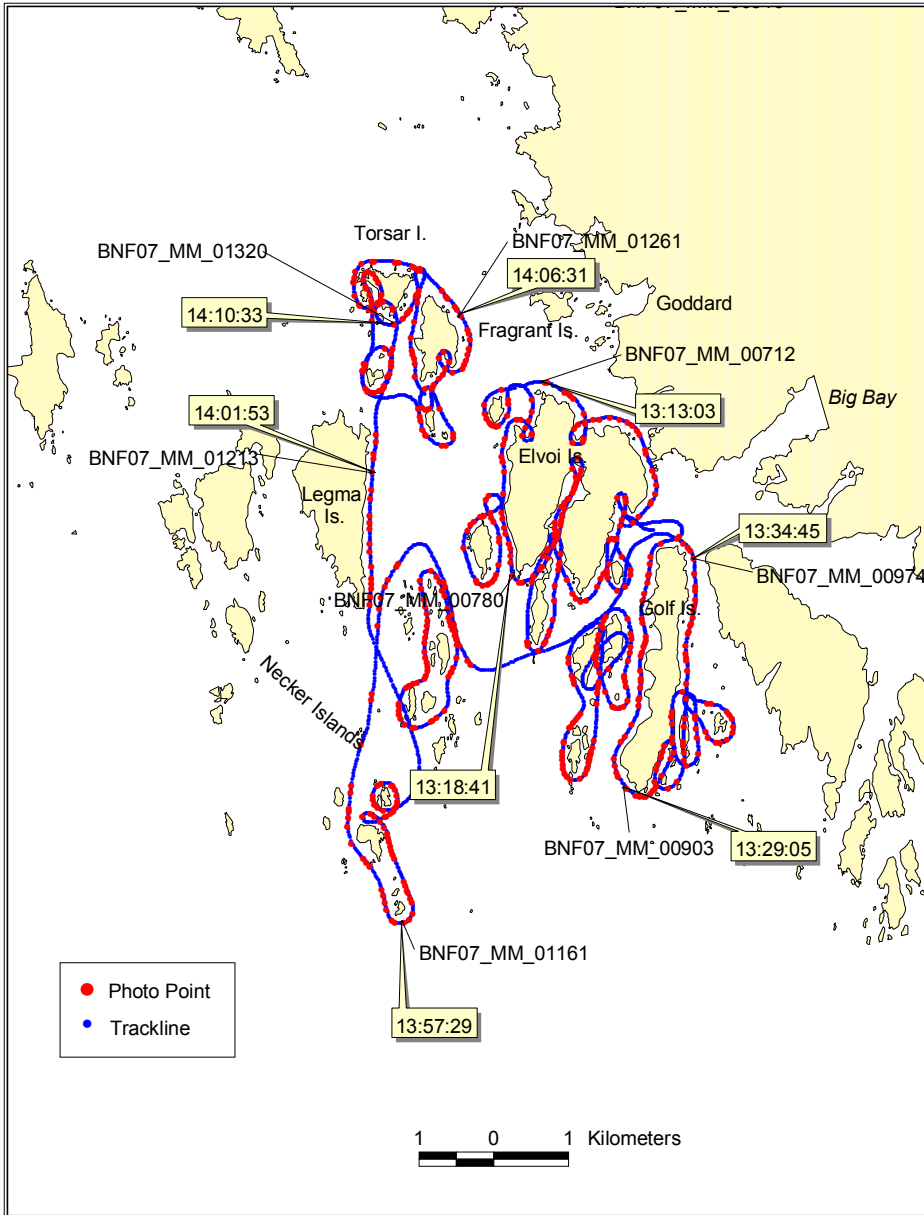 Torsar I.
BNF07_MM_01320
BNF07_MM_01261
14:06:31
14:10:33
Goddard
Fragrant Is.
BNF07_MM_00712
13:13:03
Big Bay
14:01:53
BNF07_MM_01213
Elvoi Is.
Legma
Is.
13:34:45
BNF07_MM_00974
BNF07_MM_00780
Golf Is.
Necker Islands
13:18:41
BNF07_MM_00903
13:29:05
BNF07_MM_01161
13:57:29
Photo Point
Trackline
1 0 1 Kilometers